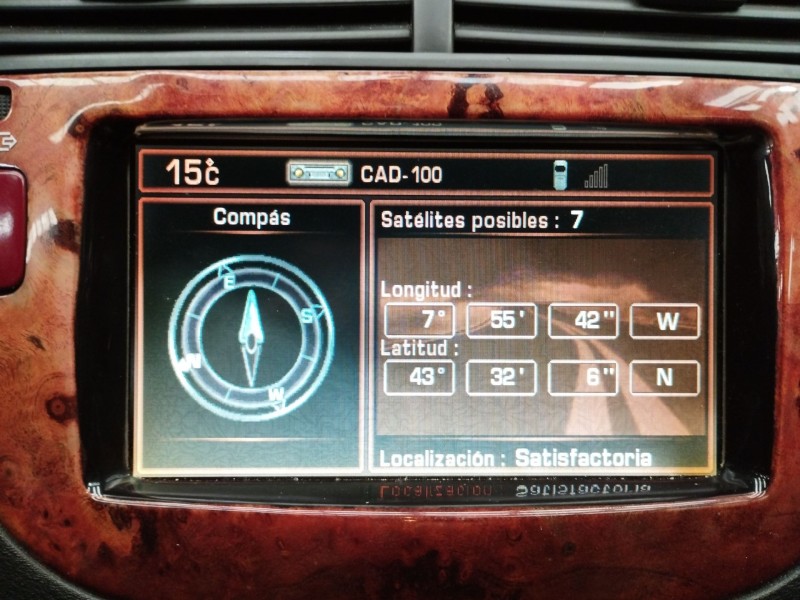 15°C CAD-100
Compás
E
S
N
W
Satélites posibles : 7
Longitud :
7° 55' 42" W
Latitud :
43° 32' 6" N
Localización : Satisfactoria